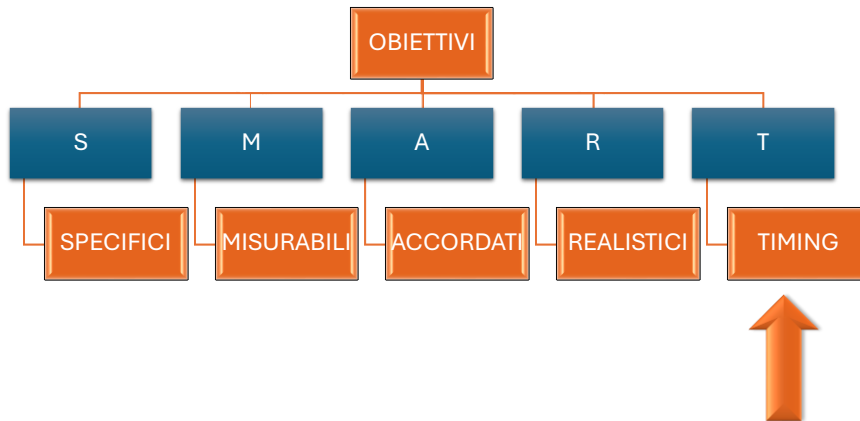 OBIETTIVI
S
M
A
R
T
SPECIFICI
MISURABILI
ACCORDATI
REALISTICI
TIMING